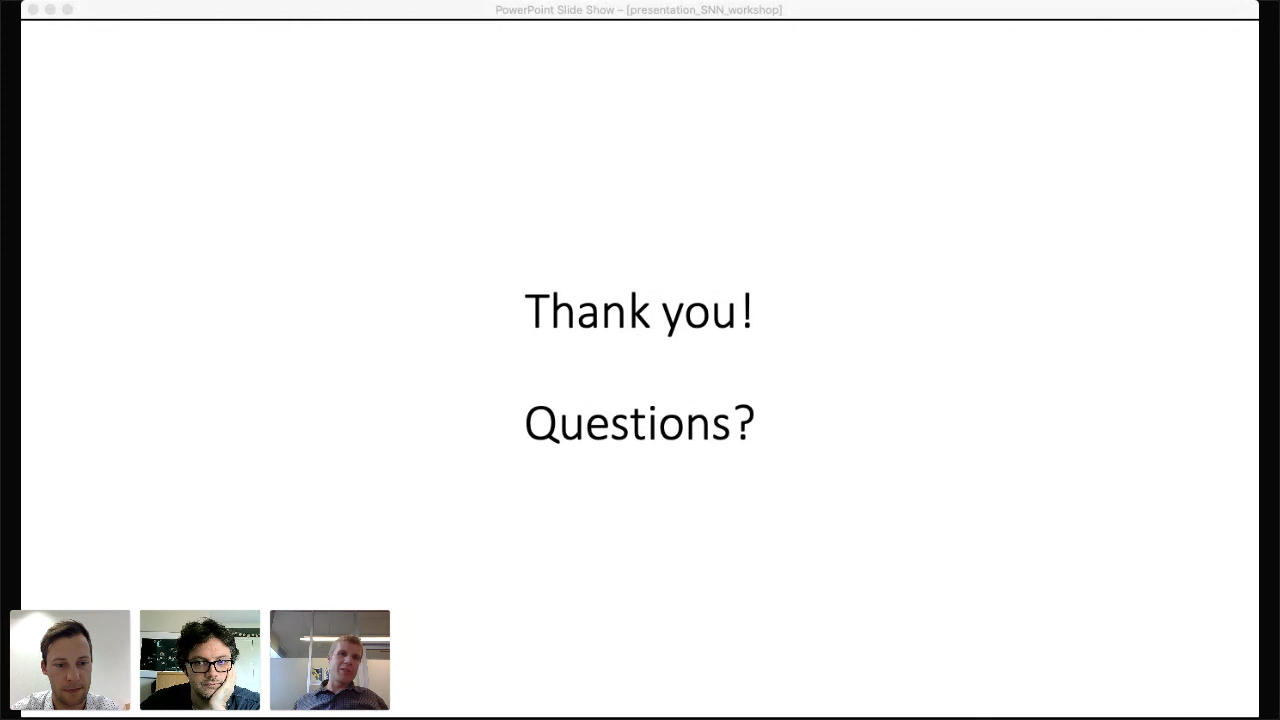 PowerPoint Slide Show – [presentation_SNN_workshop]
Thank you!
Questions?